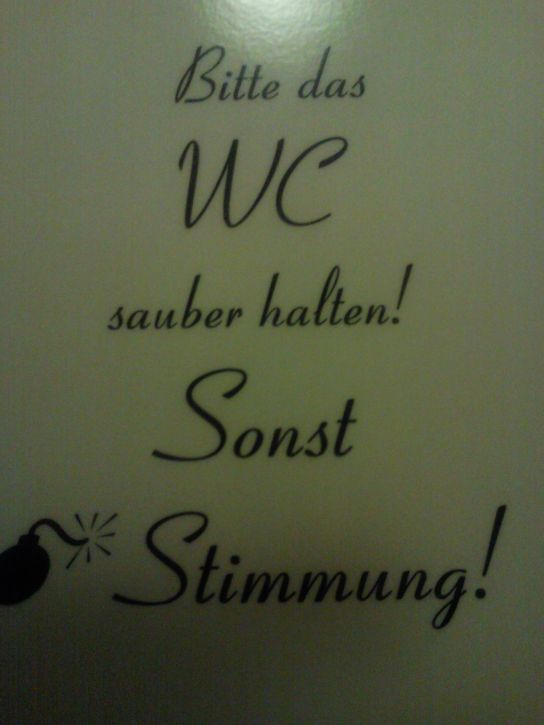 Bitte das
WC
sauber halten!
Sonst
Stimmung!